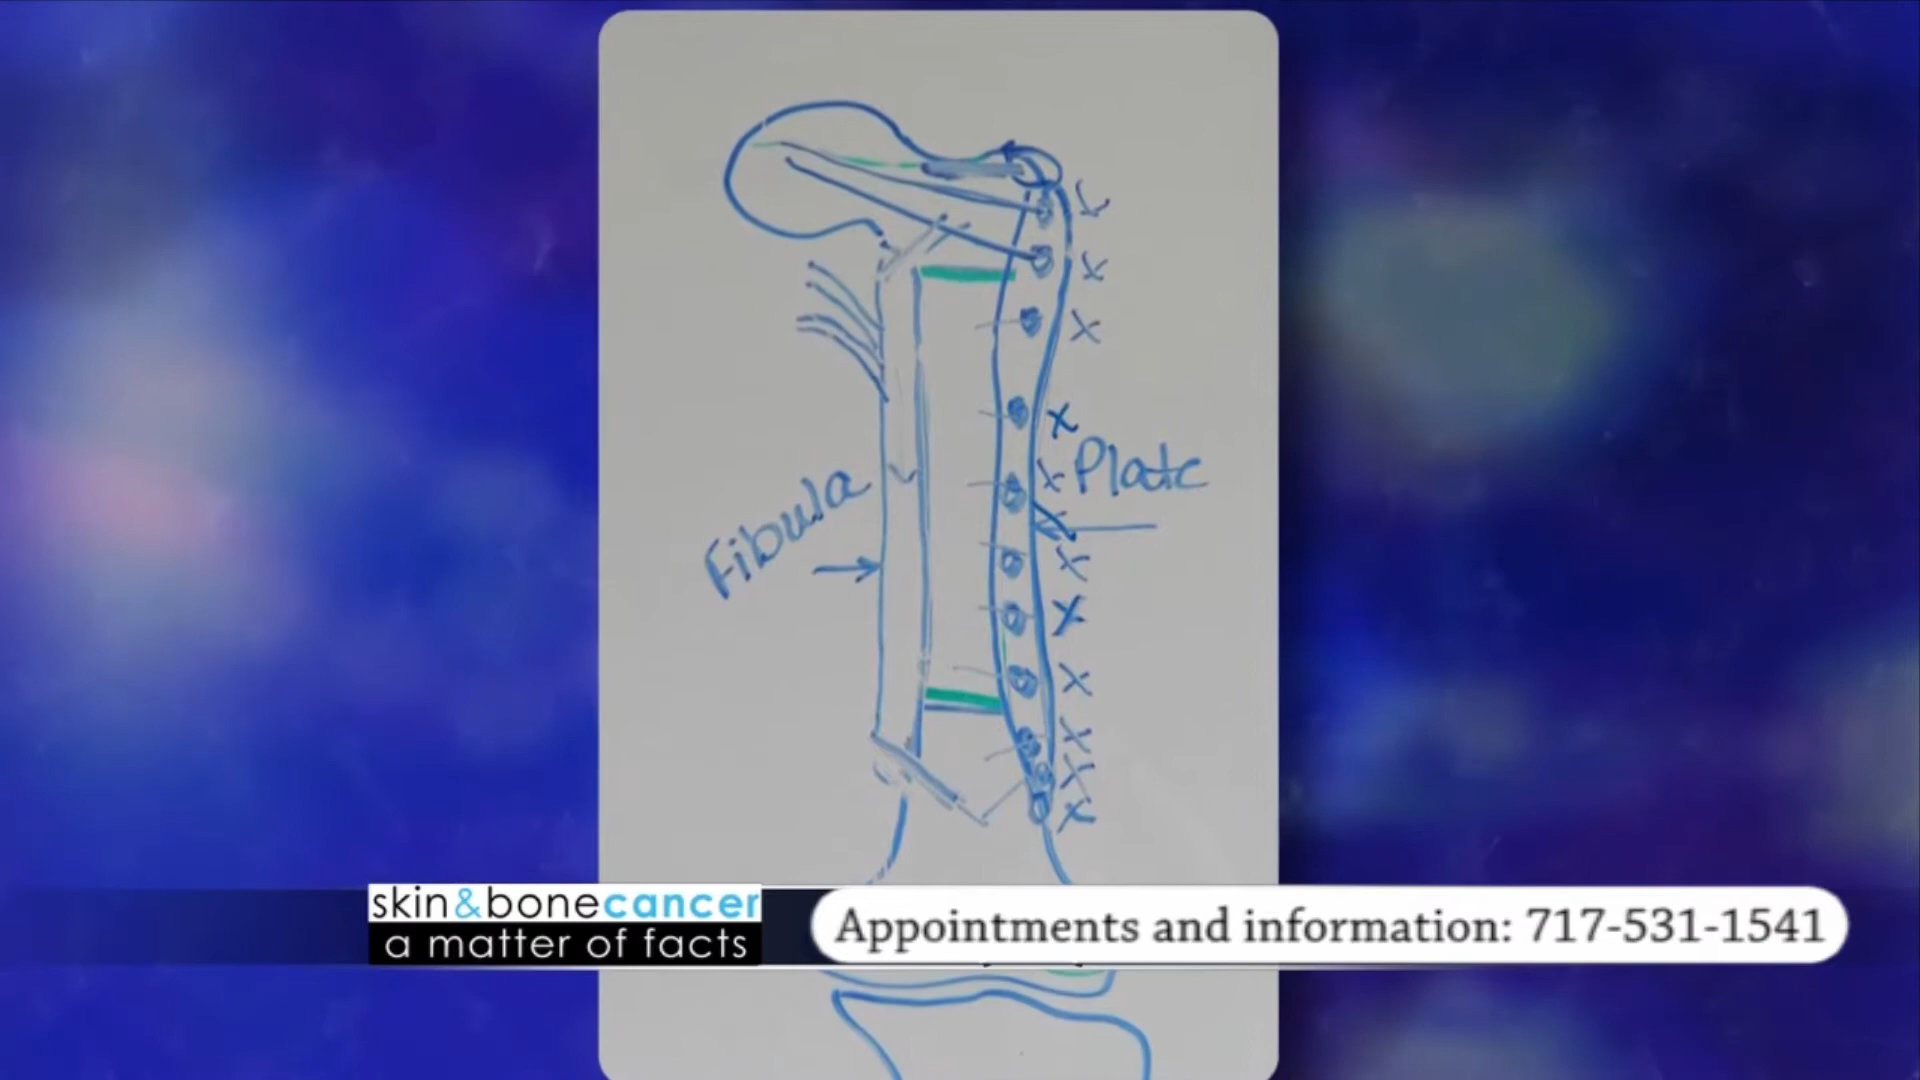 Fibula
Plate
skin&bonecancer
a matter of facts
Appointments and information: 717-531-1541